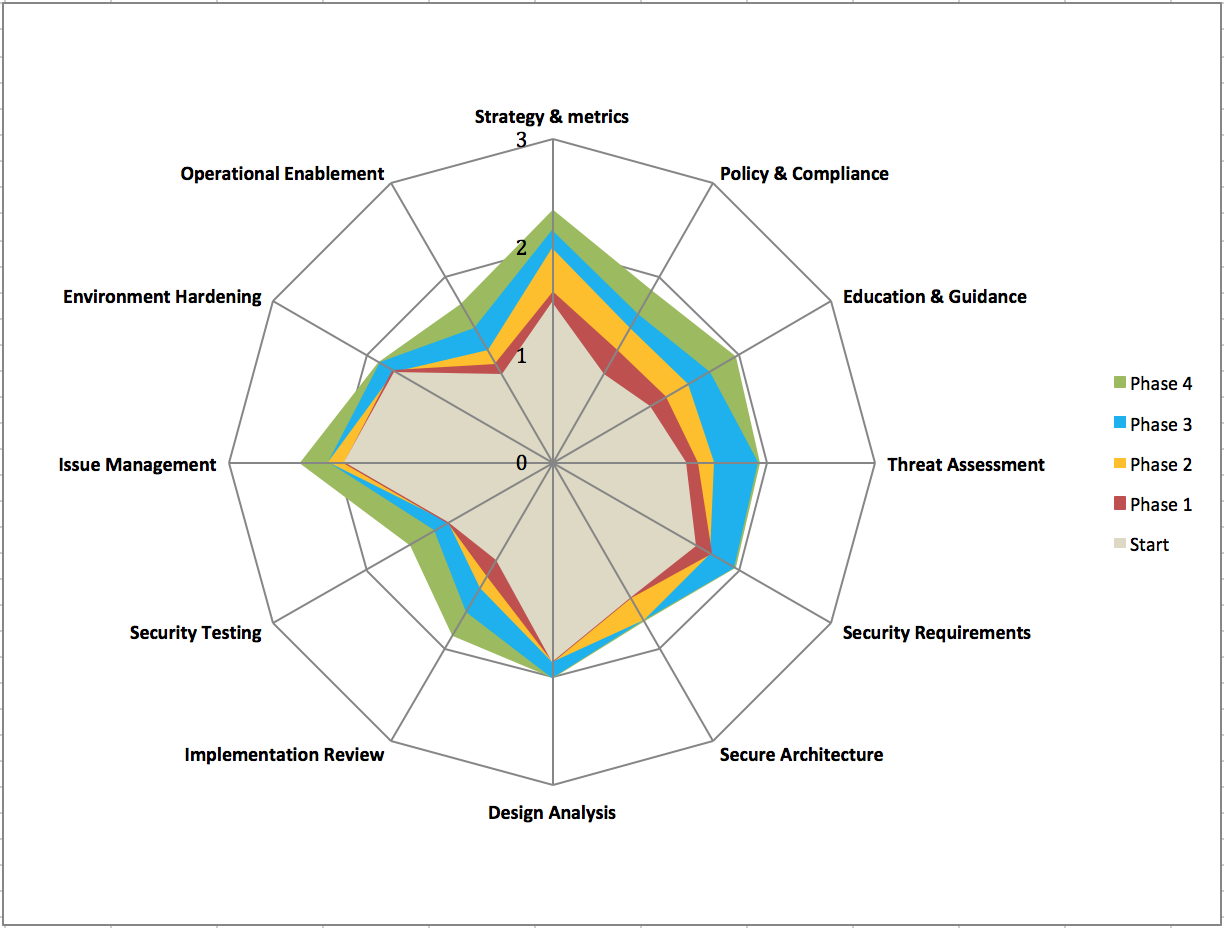 Strategy & metrics
3
Operational Enablement
Policy & Compliance
2
Environment Hardening
Education & Guidance
1
Phase 4
Phase 3
Issue Management
0
Threat Assessment
Phase 2
Phase 1
Start
Security Testing
Security Requirements
Implementation Review
Secure Architecture
Design Analysis